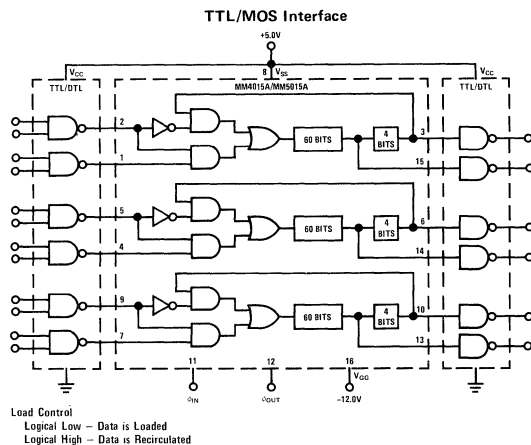 TTL/MOS Interface
+5.0V
VCC
8 VSS
VCC
TTL/DTL
MM4015A/MM5015A
TTL/DTL
2
3
60 BITS
4 BITS
1
15
5
6
60 BITS
4 BITS
4
14
9
10
60 BITS
4 BITS
7
13
11
12
16
VGG
ϕIN
ϕOUT
-12.0V
Load Control
Logical Low – Data is Loaded
Logical High – Data is Recirculated